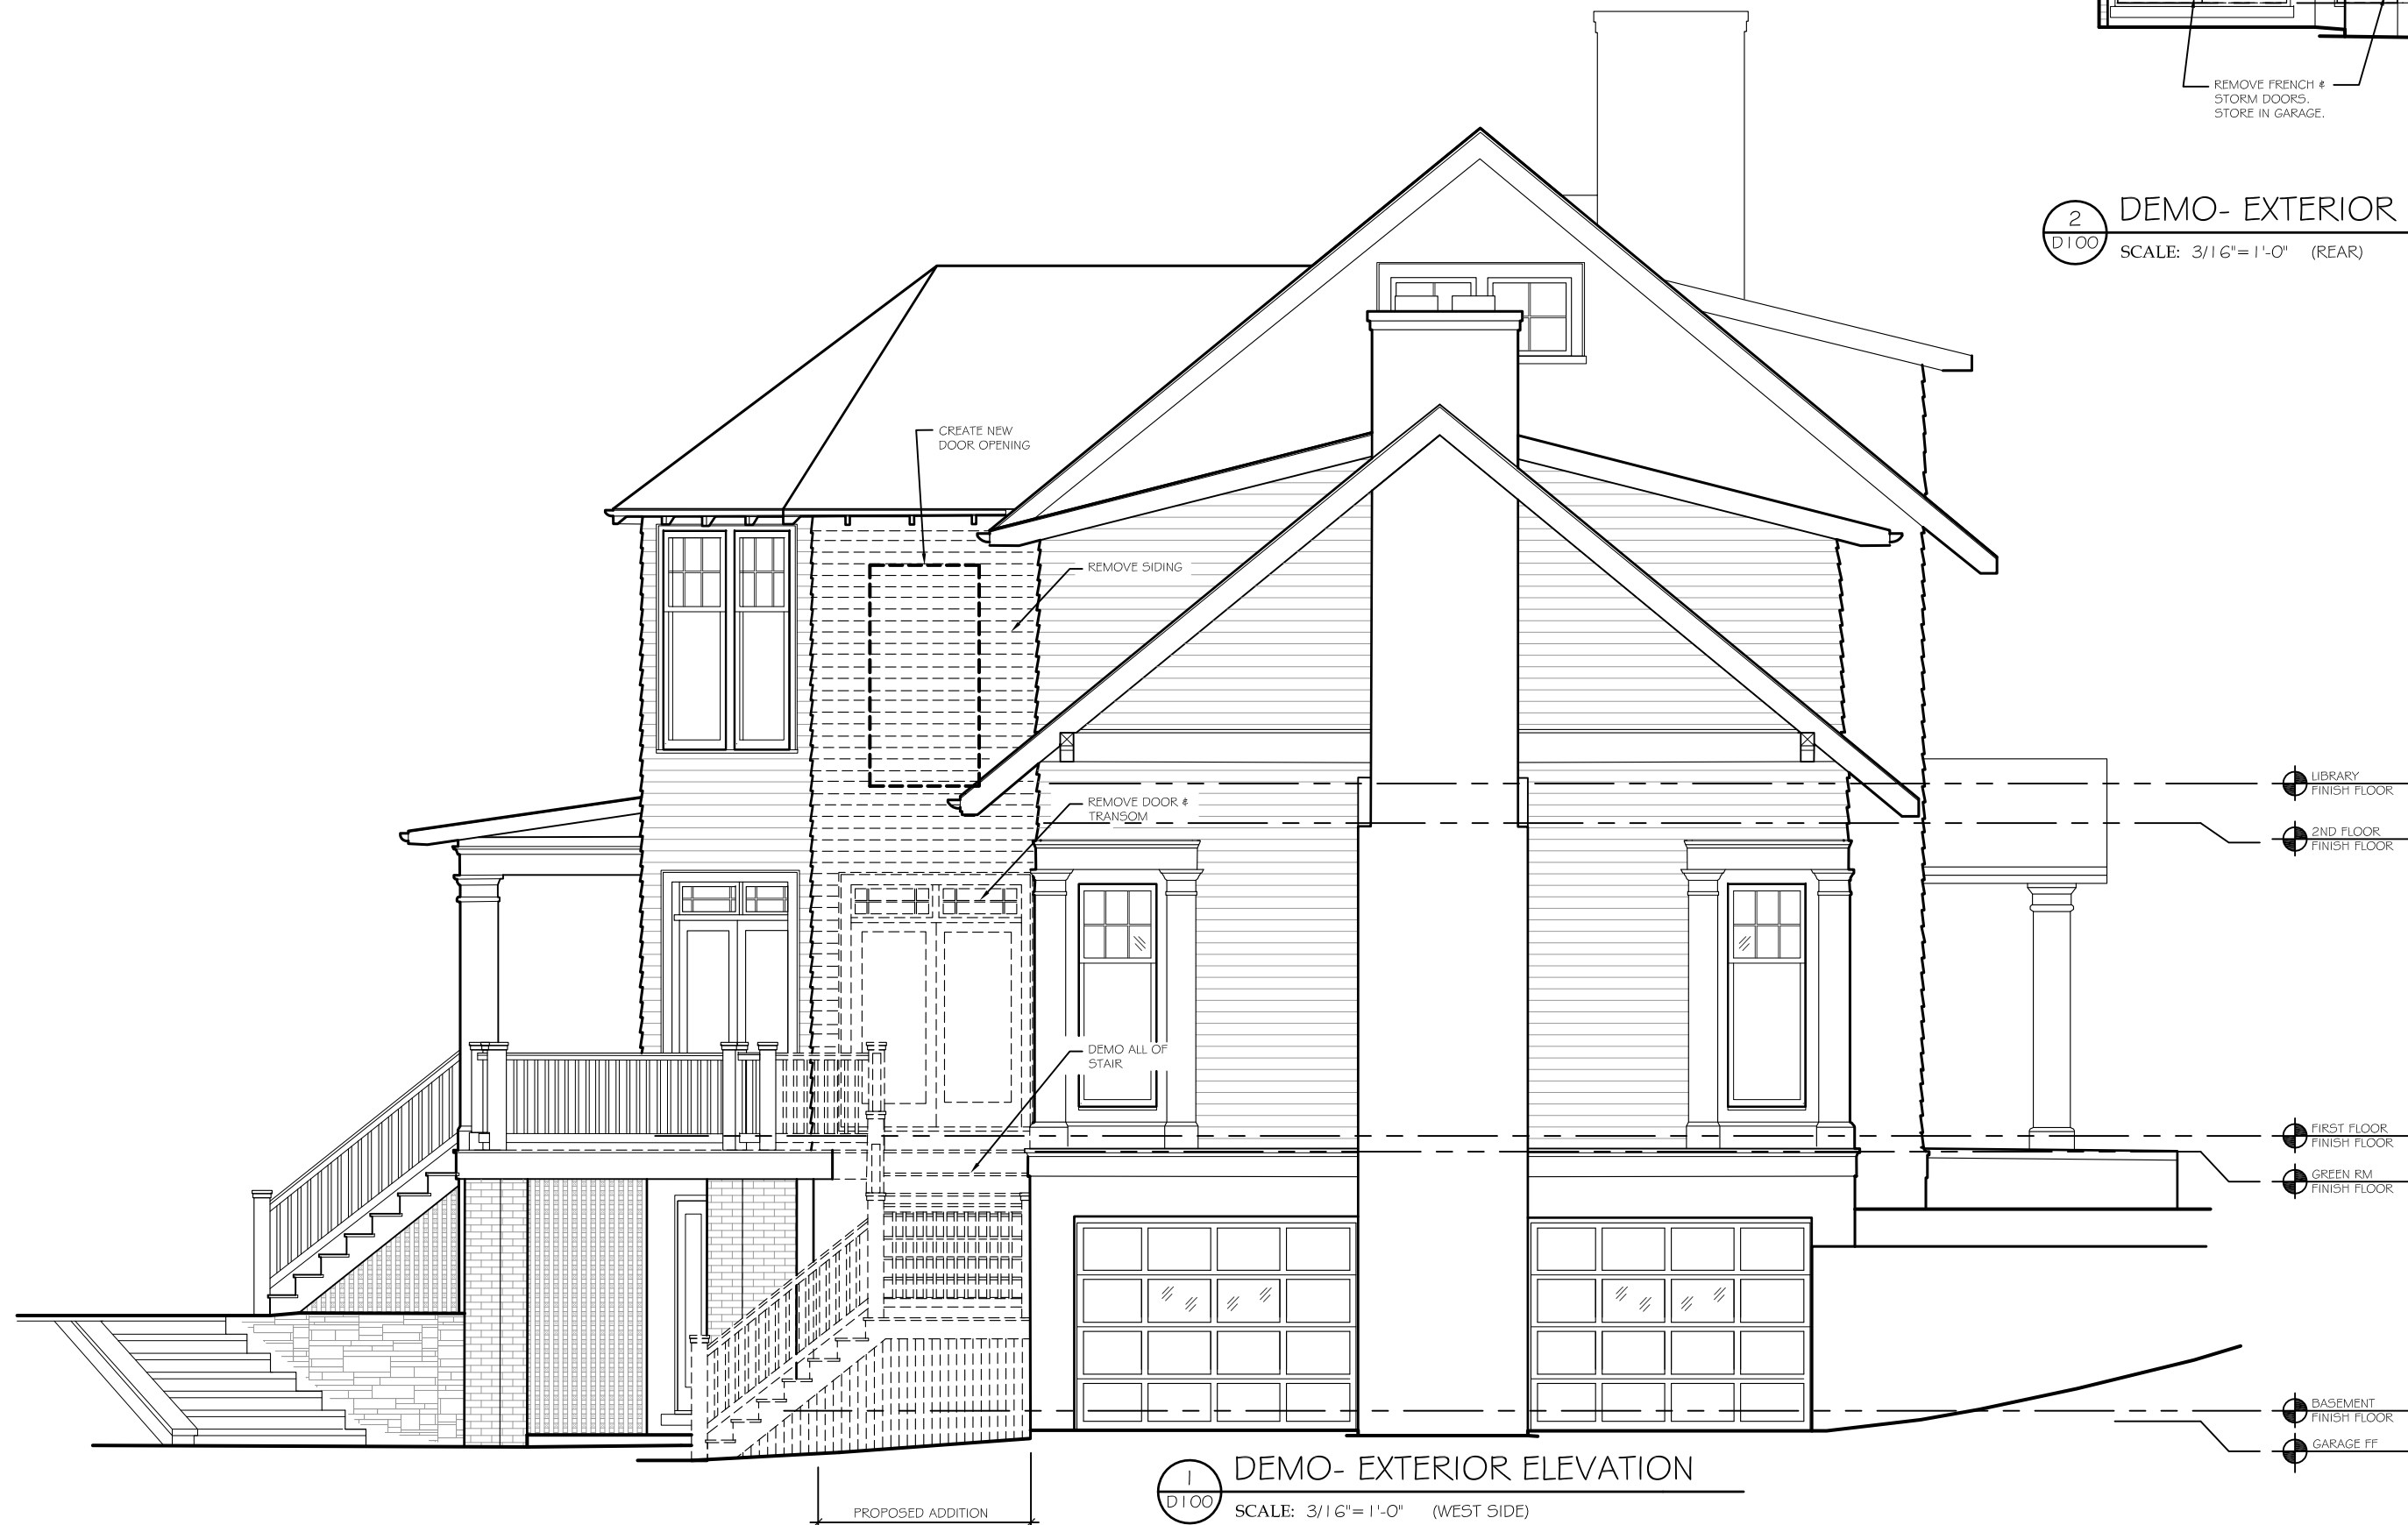 REMOVE FRENCH &
STORM DOORS.
STORE IN GARAGE.
2
D100
DEMO- EXTERIOR
SCALE: 3/16"=1'-0" (REAR)
CREATE NEW
DOOR OPENING
REMOVE SIDING
REMOVE DOOR &
TRANSOM
DEMO ALL OF
STAIR
LIBRARY
FINISH FLOOR
2ND FLOOR
FINISH FLOOR
FIRST FLOOR
FINISH FLOOR
GREEN RM
FINISH FLOOR
BASEMENT
FINISH FLOOR
GARAGE FF
1
D100
DEMO- EXTERIOR ELEVATION
SCALE: 3/16"=1'-0" (WEST SIDE)
PROPOSED ADDITION